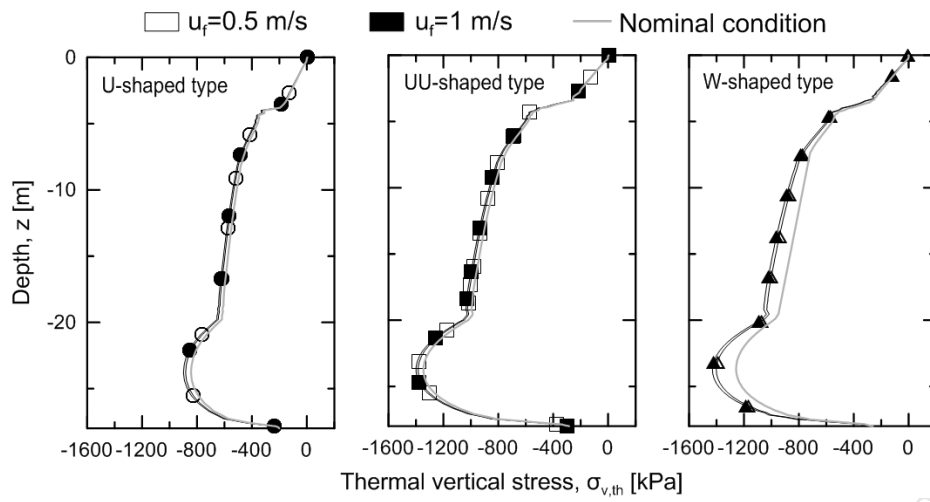 u_f=0.5 m/s u_f=1 m/s Nominal condition
U-shaped type UU-shaped type W-shaped type
0
-10
-20
Depth, z [m]
-1600 -1200 -800 -400 0 -1600 -1200 -800 -400 0 -1600 -1200 -800 -400 0
Thermal vertical stress, σ_v,th [kPa]